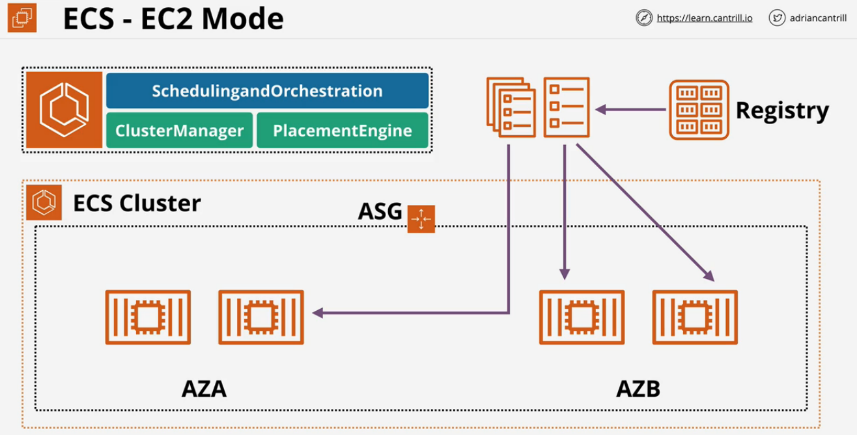 ECS - EC2 Mode
https://learn.cantrill.io
adriancantrill
SchedulingandOrchestration
ClusterManager
PlacementEngine
Registry
ECS Cluster
ASG
AZA
AZB